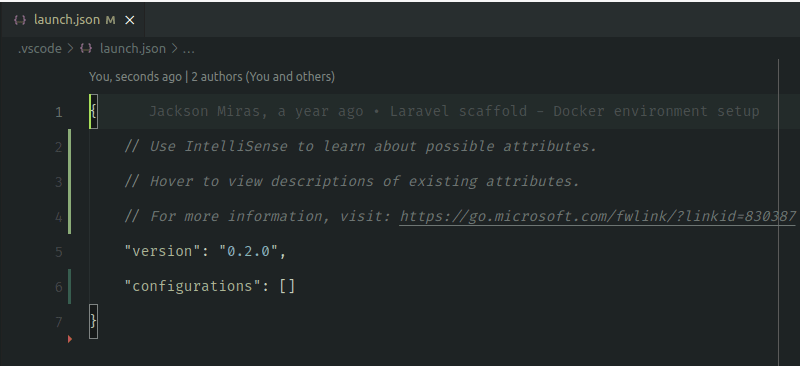 {..} launch.json M ×
.vscode > {..} launch.json > ...
You, seconds ago | 2 authors (You and others)
1 { Jackson Miras, a year ago • Laravel scaffold - Docker environment setup
2 // Use IntelliSense to learn about possible attributes.
3 // Hover to view descriptions of existing attributes.
4 // For more information, visit: https://go.microsoft.com/fwlink/?linkid=830387
5 "version": "0.2.0",
6 "configurations": []
7 }